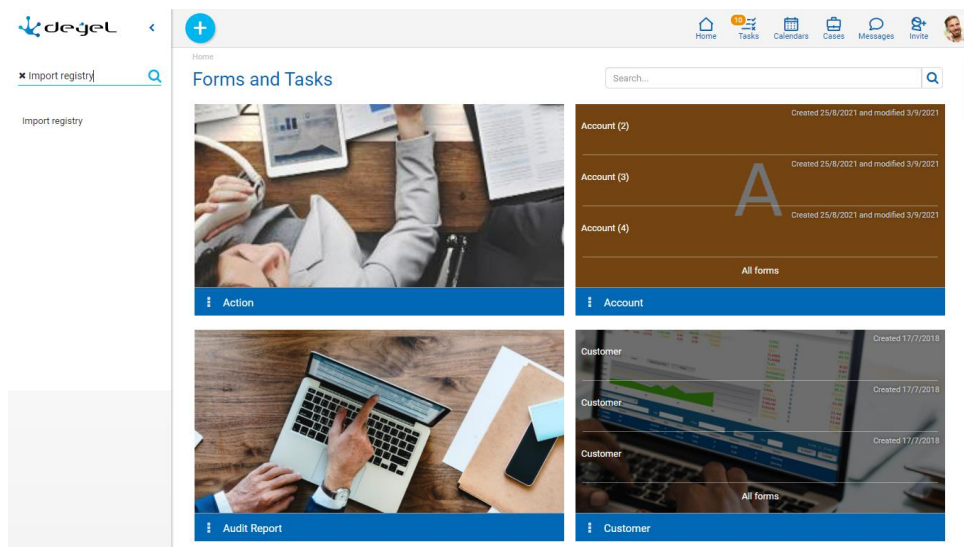 deyel
Home
10
Tasks
Calendars
Cases
Messages
Invite
× Import registry
Import registry
Home
Forms and Tasks
Search...
Action
Created 25/8/2021 and modified 3/9/2021
Account (2)
Created 25/8/2021 and modified 3/9/2021
Account (3)
A
Created 25/8/2021 and modified 3/9/2021
Account (4)
All forms
Account
Audit Report
Created 17/7/2018
Customer
Created 17/7/2018
Customer
Created 17/7/2018
Customer
All forms
Customer